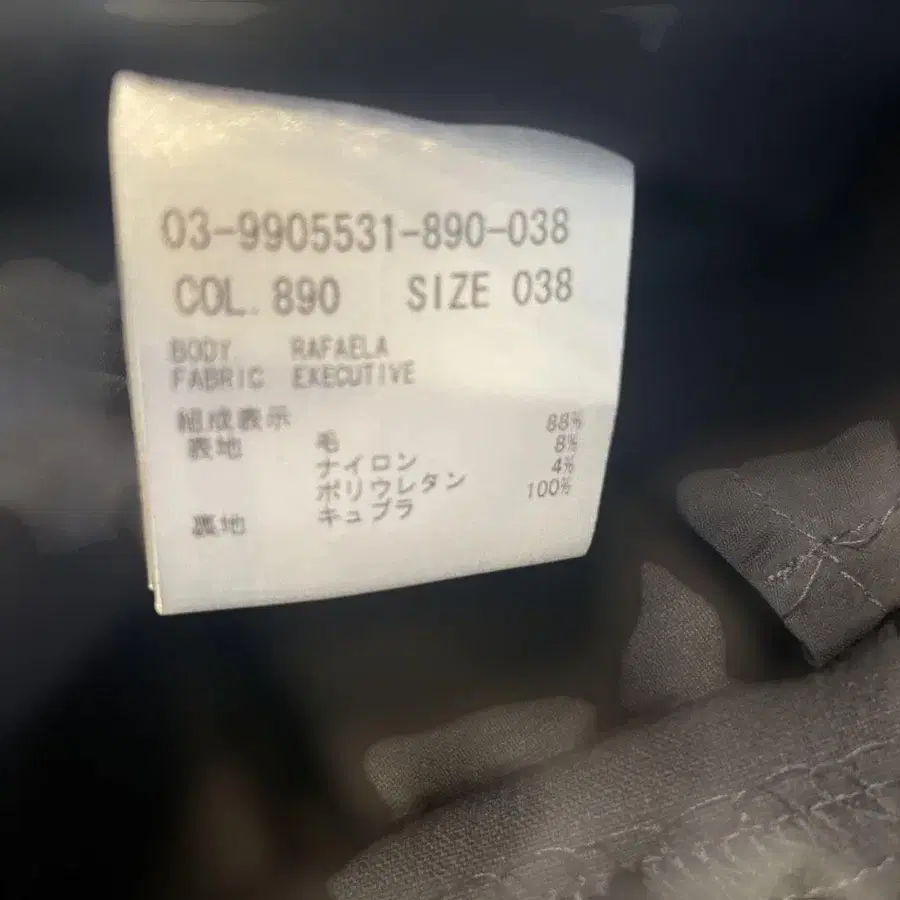 03-9905531-890-038
COL. 890 SIZE 038
BODY RAFAELA
FABRIC EXECUTIVE
組成表示
表地 毛 88%
ナイロン 8%
ポリウレタン 4%
裏地 キュプラ 100%